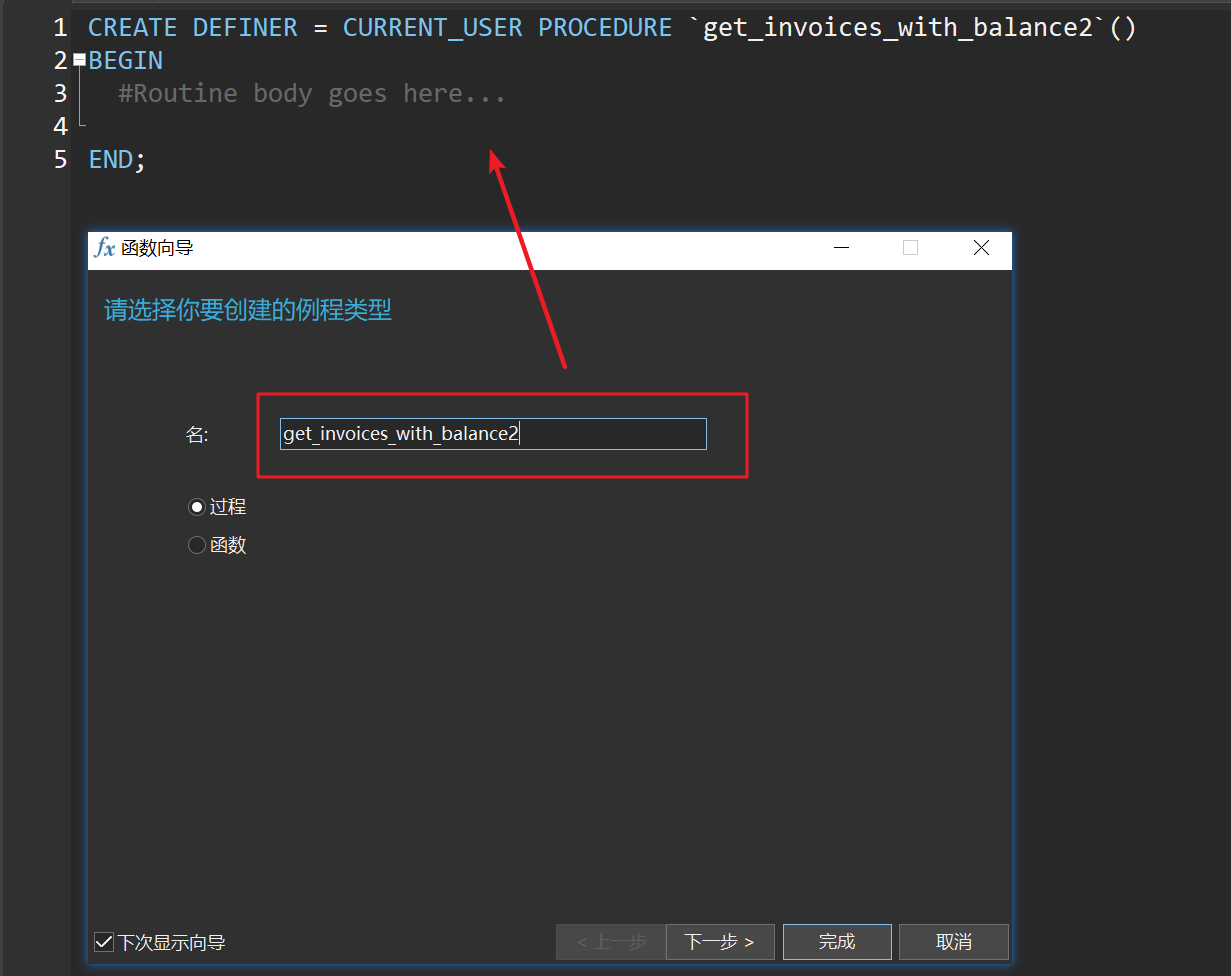 1 CREATE DEFINER = CURRENT_USER PROCEDURE `get_invoices_with_balance2`()
2 BEGIN
3 #Routine body goes here...
4
5 END;
fx 函数向导
请选择你要创建的例程类型
名: get_invoices_with_balance2
过程
函数
下次显示向导 < 上一步 下一步 > 完成 取消